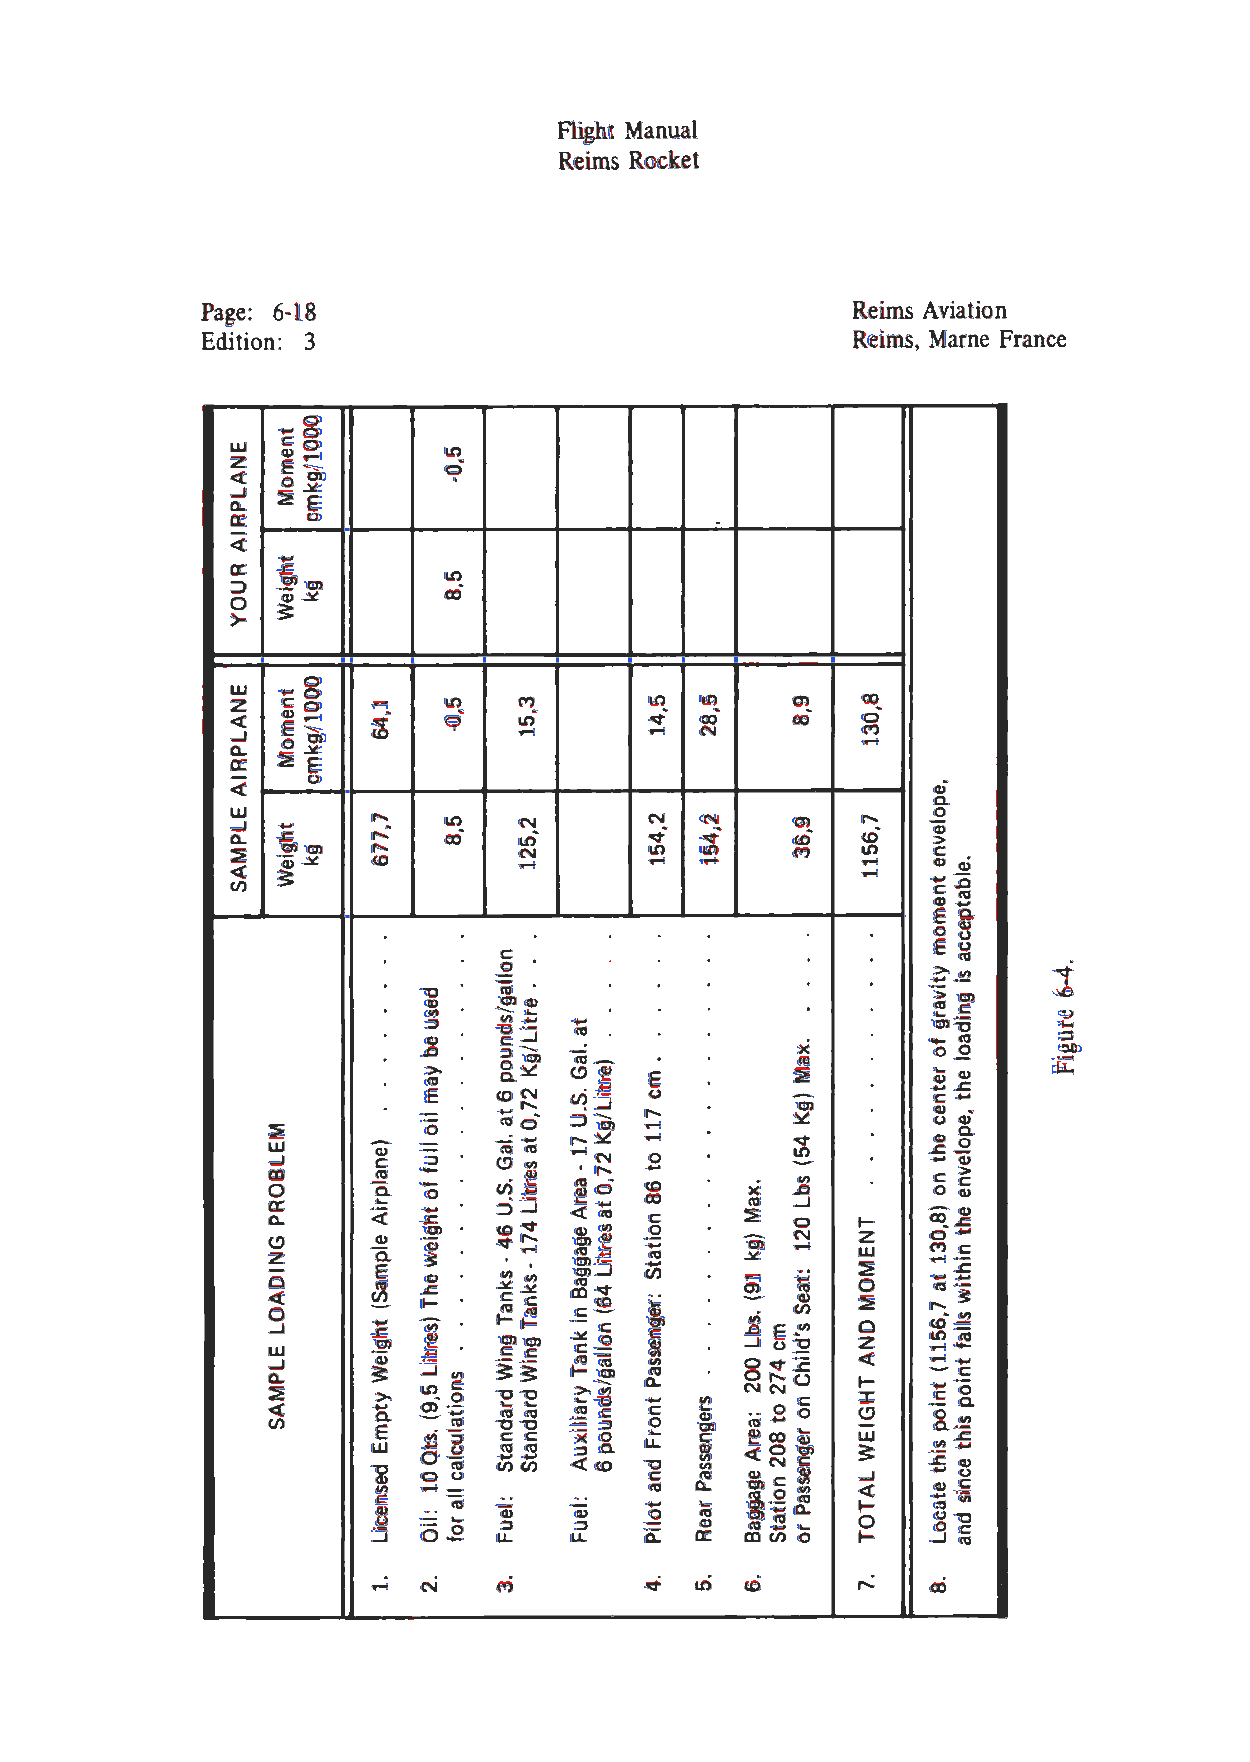 Flight Manual
Reims Rocket
Page: 6-18
Edition: 3
Reims Aviation
Reims, Marne France
SAMPLE LOADING PROBLEM
SAMPLE AIRPLANE
YOUR AIRPLANE
Weight kg
Moment cmkg/1000
Weight kg
Moment cmkg/1000
1. Licensed Empty Weight (Sample Airplane) . . . . . . 677,7 64,1
2. Oil: 10 Qts. (9,5 Litres) The weight of full oil may be used
for all calculations . . . . . . . . . . . . . . . . . 8,5 -0,5 8,5 -0,5
3. Fuel: Standard Wing Tanks - 46 U.S. Gal. at 6 pounds/gallon
Standard Wing Tanks - 174 Litres at 0,72 Kg/Litre . . . 125,2 15,3
Fuel: Auxiliary Tank in Baggage Area - 17 U.S. Gal. at
6 pounds/gallon (64 Litres at 0,72 Kg/Litre) . . . . .
4. Pilot and Front Passenger: Station 86 to 117 cm . . . . . . 154,2 14,5
5. Rear Passengers . . . . . . . . . . . . . . . . . . 154,2 28,5
6. Baggage Area: 200 Lbs. (91 kg) Max.
Station 208 to 274 cm
or Passenger on Child's Seat: 120 Lbs (54 Kg) Max. . . . . 36,9 8,9
7. TOTAL WEIGHT AND MOMENT . . . . . . . . . . . 1156,7 130,8
8. Locate this point (1156,7 at 130,8) on the center of gravity moment envelope,
and since this point falls within the envelope, the loading is acceptable.
Figure 6-4.